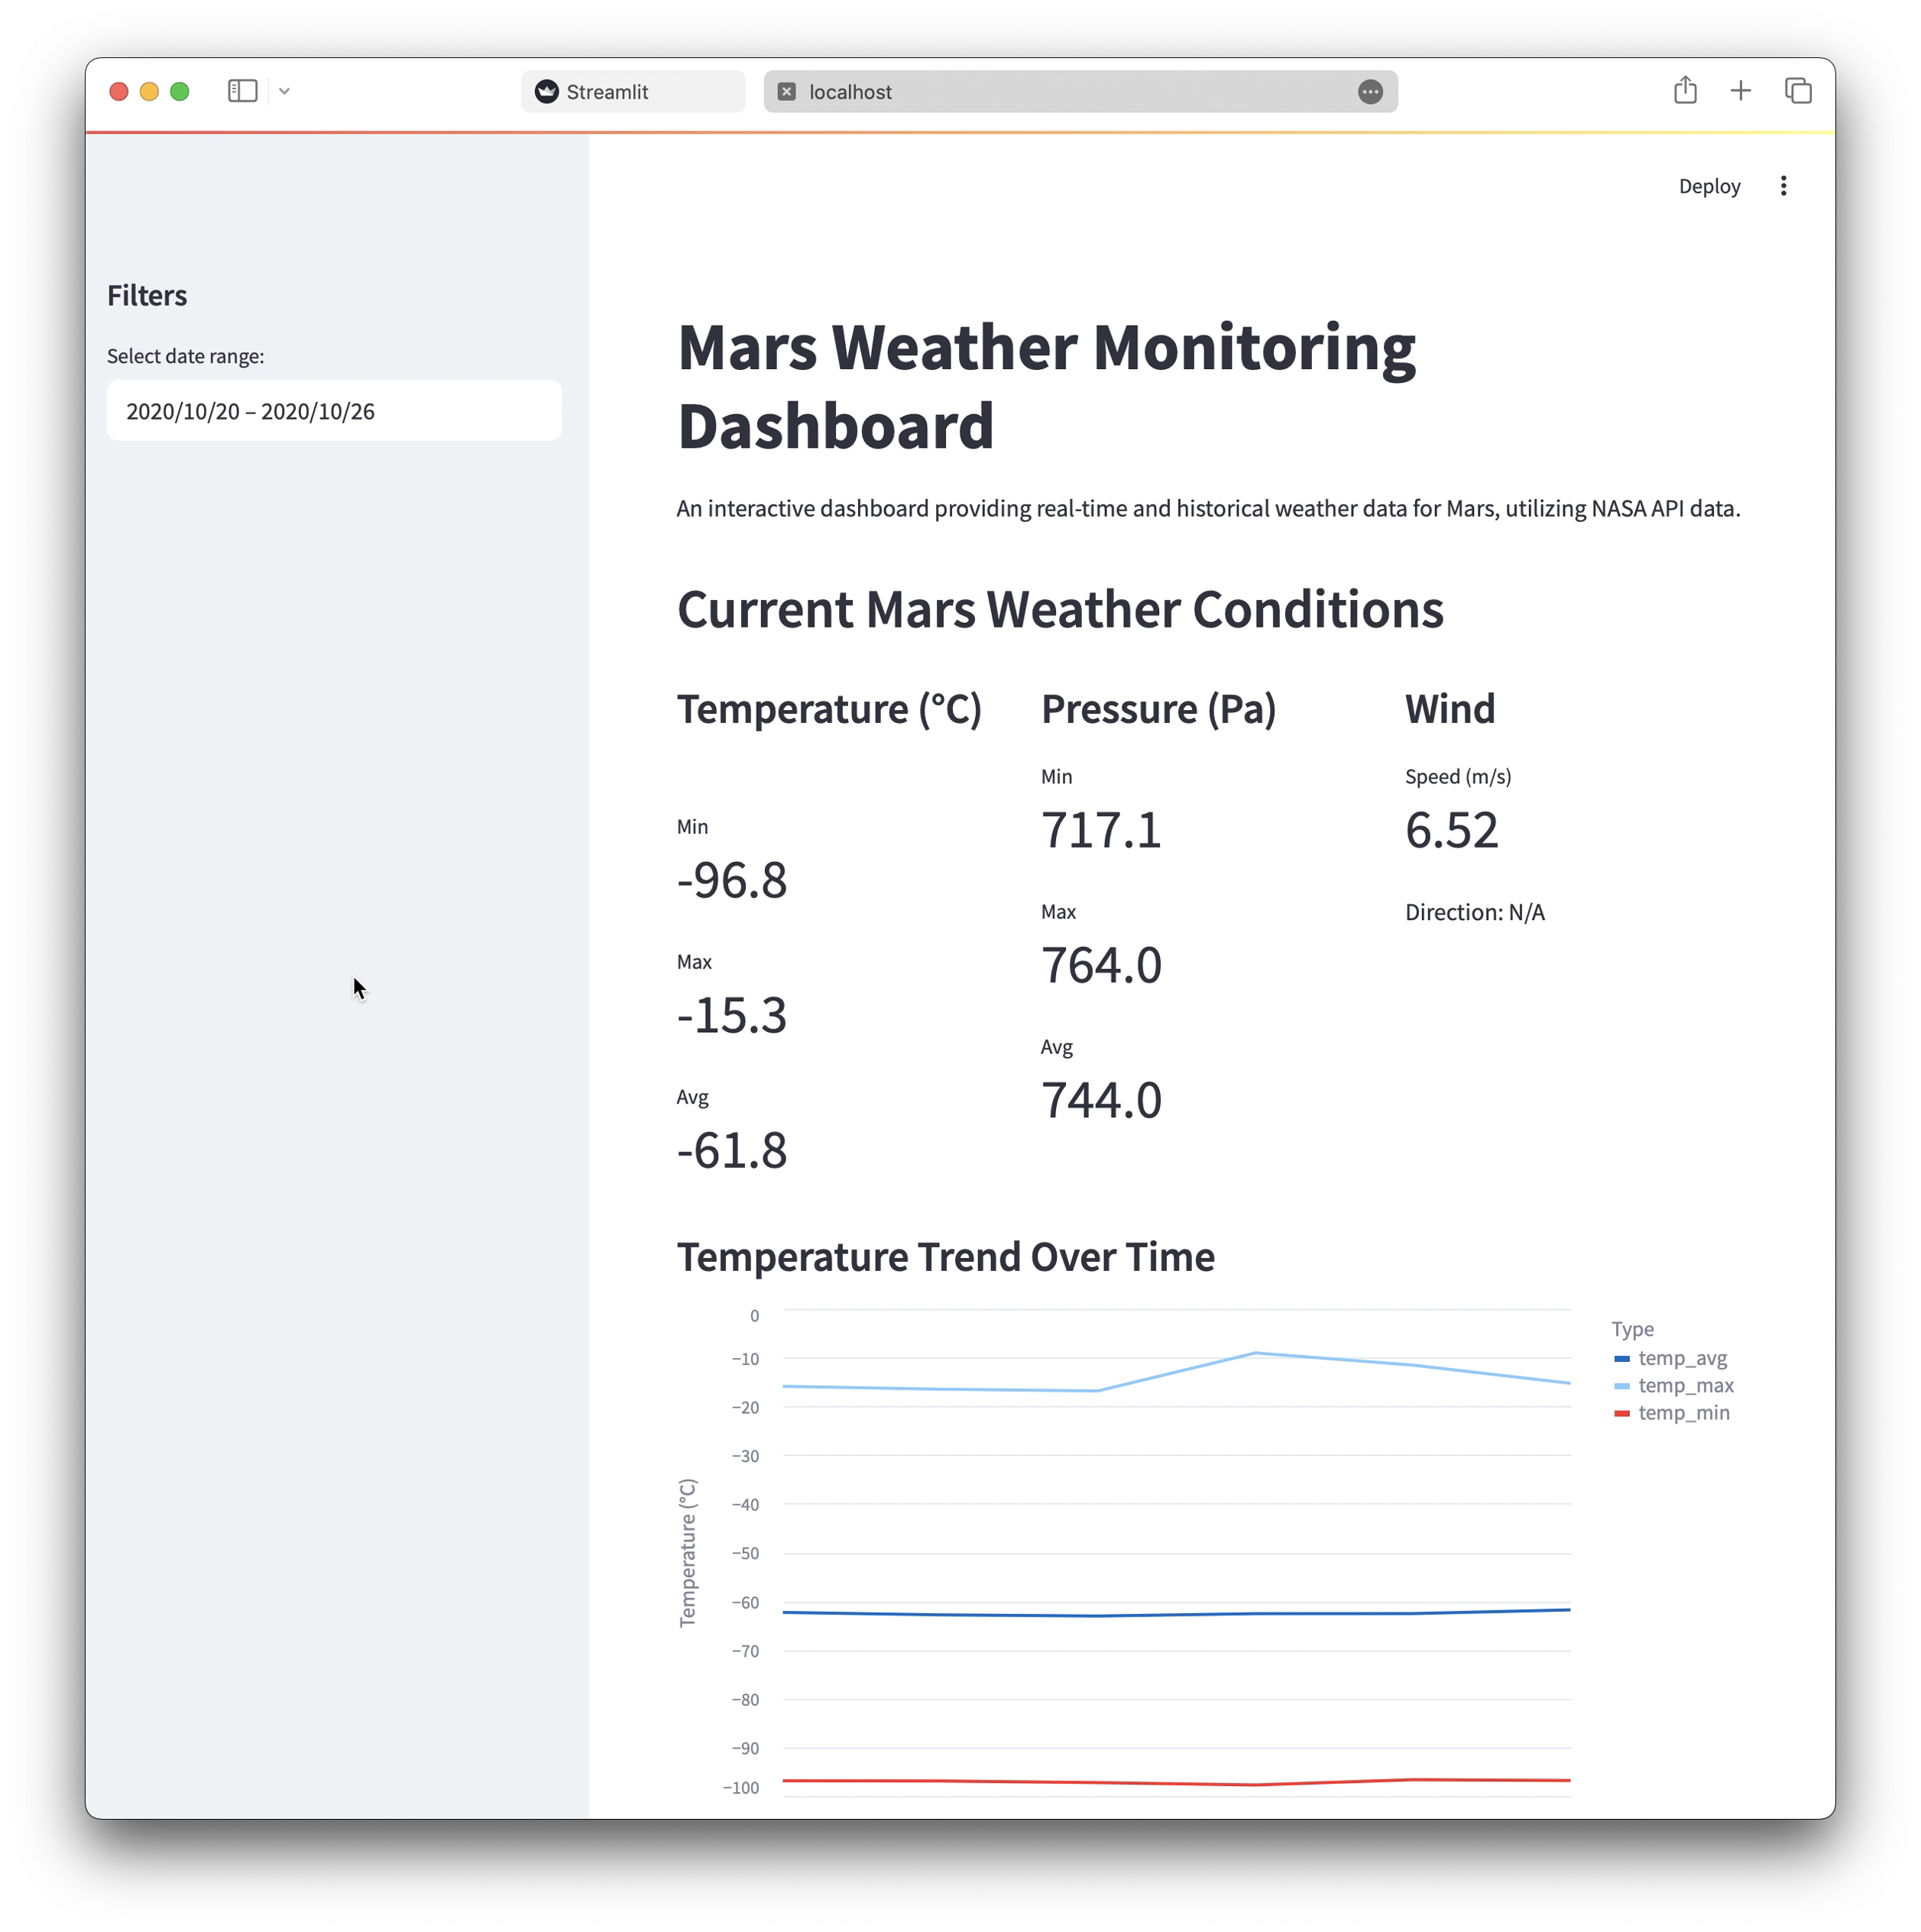 Streamlit
localhost
Deploy
Filters
Select date range:
2020/10/20 – 2020/10/26
Mars Weather Monitoring
Dashboard
An interactive dashboard providing real-time and historical weather data for Mars, utilizing NASA API data.
Current Mars Weather Conditions
Temperature (°C)
Min
-96.8
Max
-15.3
Avg
-61.8
Pressure (Pa)
Min
717.1
Max
764.0
Avg
744.0
Wind
Speed (m/s)
6.52
Direction: N/A
Temperature Trend Over Time
Temperature (°C)
0
−10
−20
−30
−40
−50
−60
−70
−80
−90
−100
Type
temp_avg
temp_max
temp_min